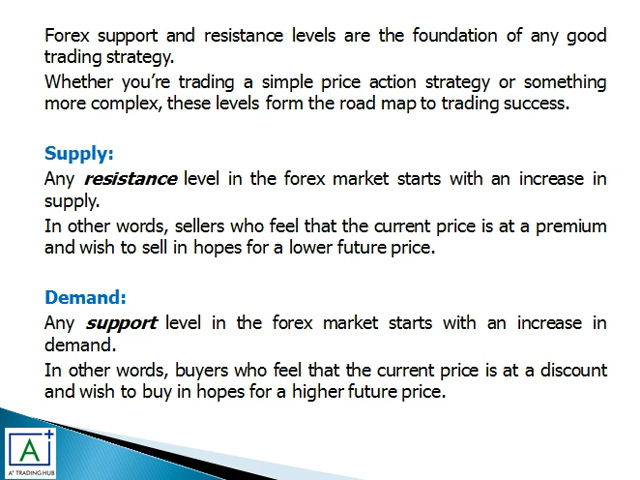 Forex support and resistance levels are the foundation of any good
trading strategy.
Whether you’re trading a simple price action strategy or something
more complex, these levels form the road map to trading success.
Supply:
Any resistance level in the forex market starts with an increase in
supply.
In other words, sellers who feel that the current price is at a premium
and wish to sell in hopes for a lower future price.
Demand:
Any support level in the forex market starts with an increase in
demand.
In other words, buyers who feel that the current price is at a discount
and wish to buy in hopes for a higher future price.
A+
A+ TRADING HUB